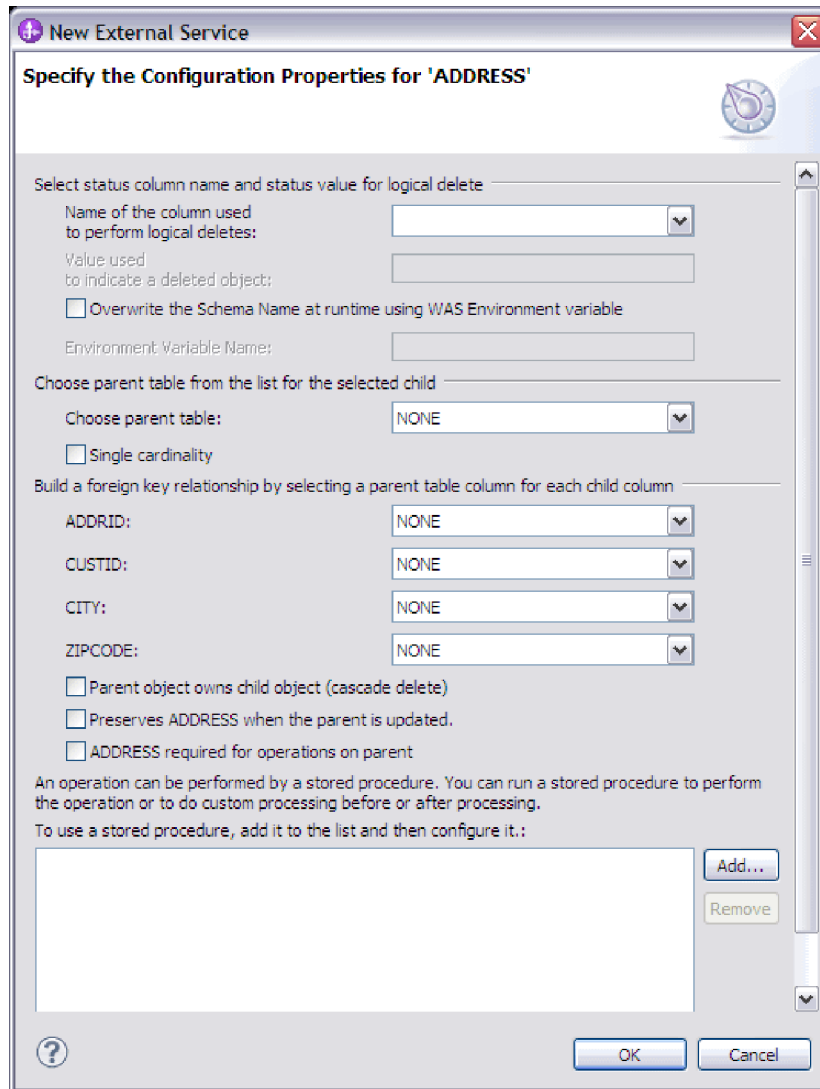 New External Service
Specify the Configuration Properties for 'ADDRESS'
Select status column name and status value for logical delete
Name of the column used
to perform logical deletes:
Value used
to indicate a deleted object:
Overwrite the Schema Name at runtime using WAS Environment variable
Environment Variable Name:
Choose parent table from the list for the selected child
Choose parent table: NONE
Single cardinality
Build a foreign key relationship by selecting a parent table column for each child column
ADDRID: NONE
CUSTID: NONE
CITY: NONE
ZIPCODE: NONE
Parent object owns child object (cascade delete)
Preserves ADDRESS when the parent is updated.
ADDRESS required for operations on parent
An operation can be performed by a stored procedure. You can run a stored procedure to perform
the operation or to do custom processing before or after processing.
To use a stored procedure, add it to the list and then configure it.:
Add...
Remove
?
OK Cancel